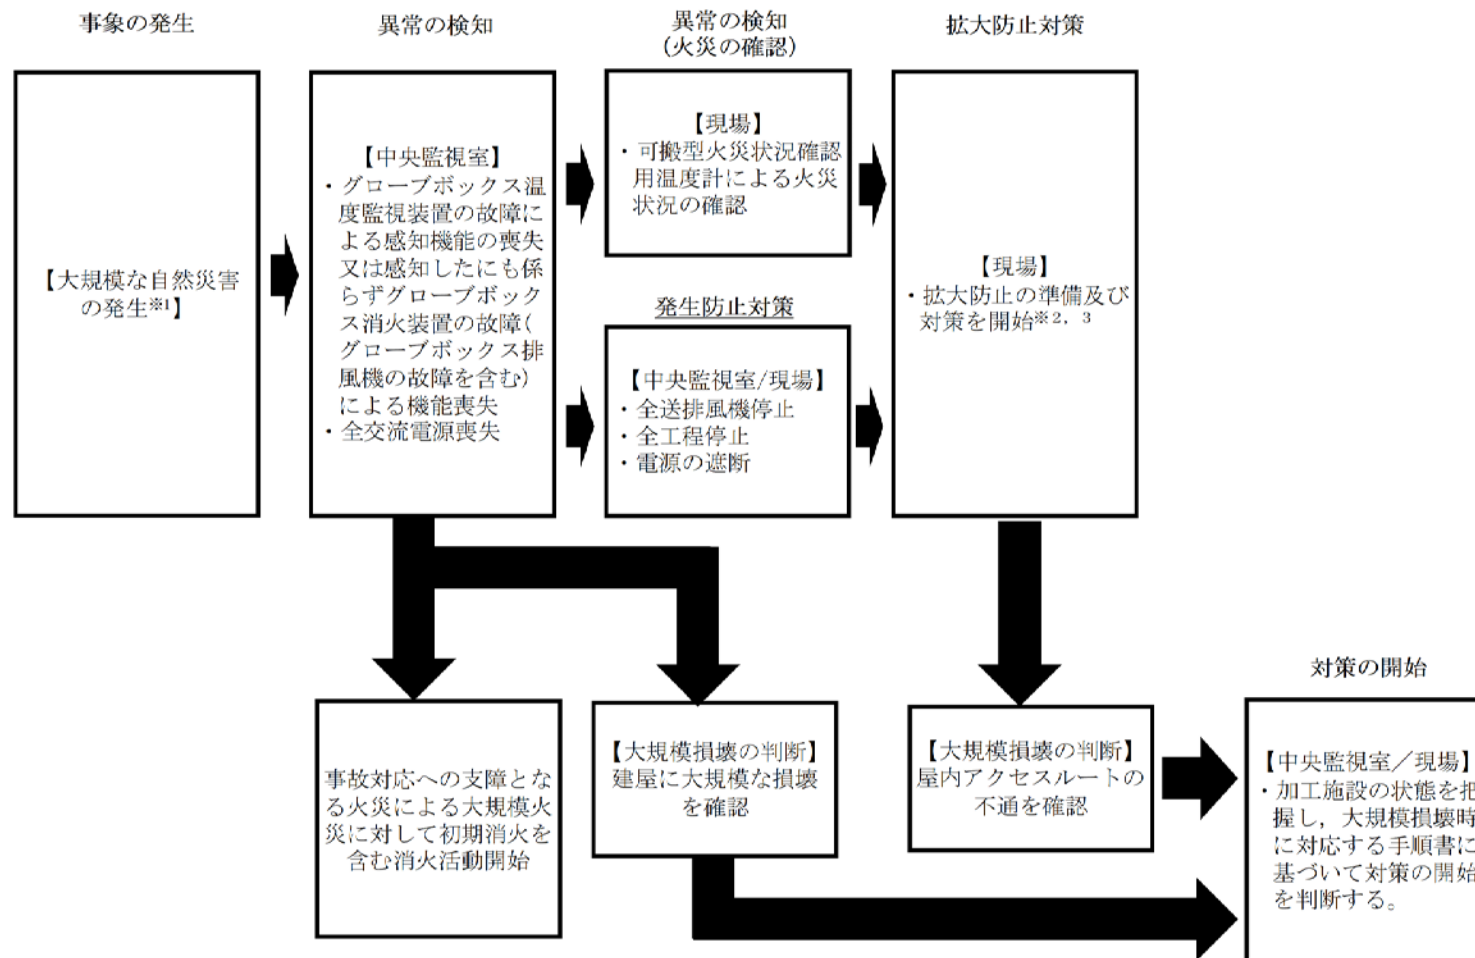 事象の発生
異常の検知
異常の検知
(火災の確認)
拡大防止対策
【大規模な自然災害
の発生※1】
【中央監視室】
・グローブボックス温
度監視装置の故障に
よる感知機能の喪失
又は感知したにも係
らずグローブボック
ス消火装置の故障(
グローブボックス排
風機の故障を含む)
による機能喪失
・全交流電源喪失
【現場】
・可搬型火災状況確認
用温度計による火災
状況の確認
発生防止対策
【中央監視室/現場】
・全送排風機停止
・全工程停止
・電源の遮断
【現場】
・拡大防止の準備及び
対策を開始※2，3
事故対応への支障とな
る火災による大規模火
災に対して初期消火を
含む消火活動開始
【大規模損壊の判断】
建屋に大規模な損壊
を確認
【大規模損壊の判断】
屋内アクセスルートの
不通を確認
対策の開始
【中央監視室／現場】
・加工施設の状態を把
握し，大規模損壊時
に対応する手順書に
基づいて対策の開始
を判断する。